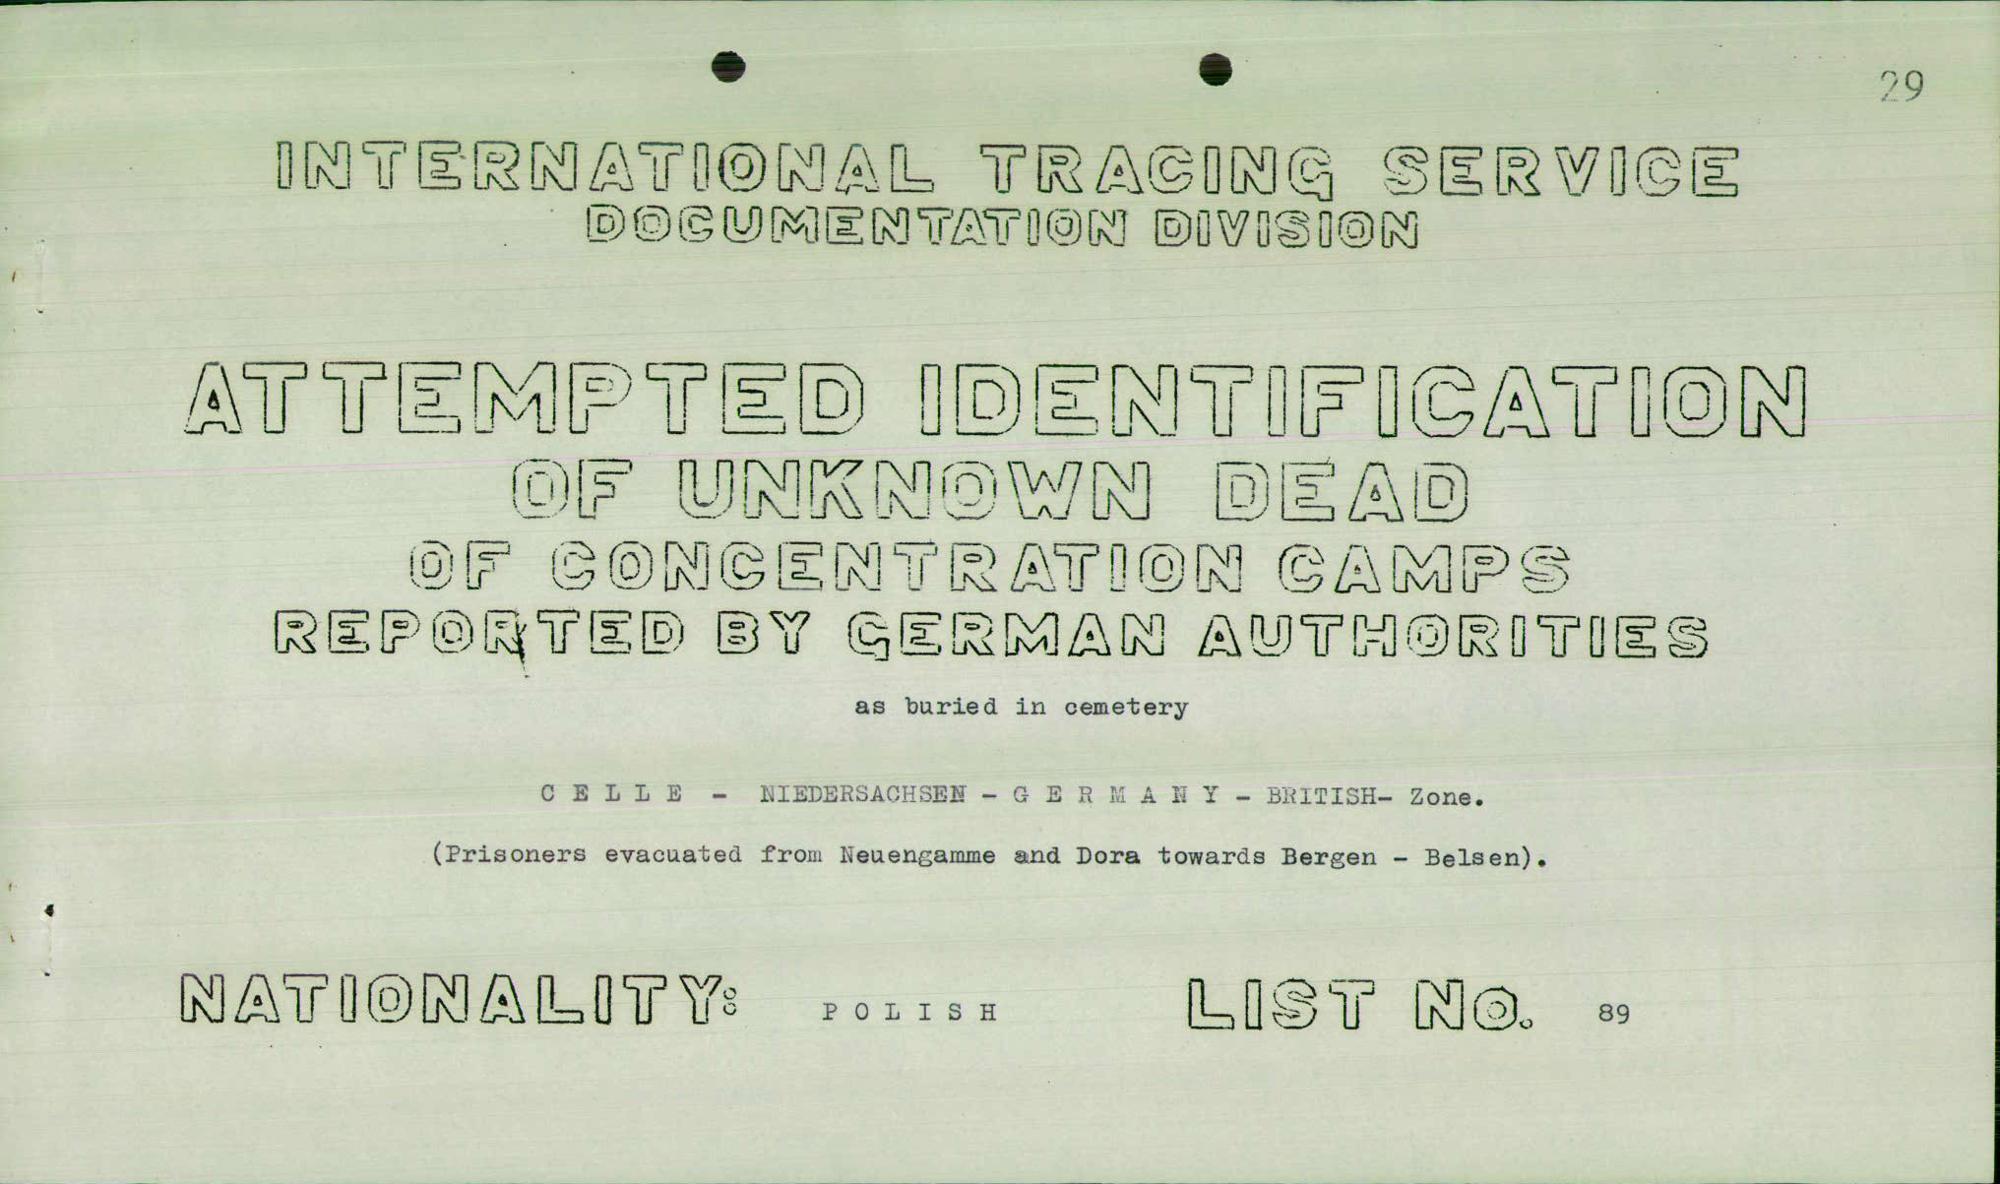 29
INTERNATIONAL TRACING SERVICE
DOCUMENTATION DIVISION
ATTEMPTED IDENTIFICATION
OF UNKNOWN DEAD
OF CONCENTRATION CAMPS
REPORTED BY GERMAN AUTHORITIES
as buried in cemetery
C E L L E - NIEDERSACHSEN - G E R M A N Y - BRITISH- Zone.
(Prisoners evacuated from Neuengamme and Dora towards Bergen - Belsen).
NATIONALITY: P O L I S H LIST No. 89